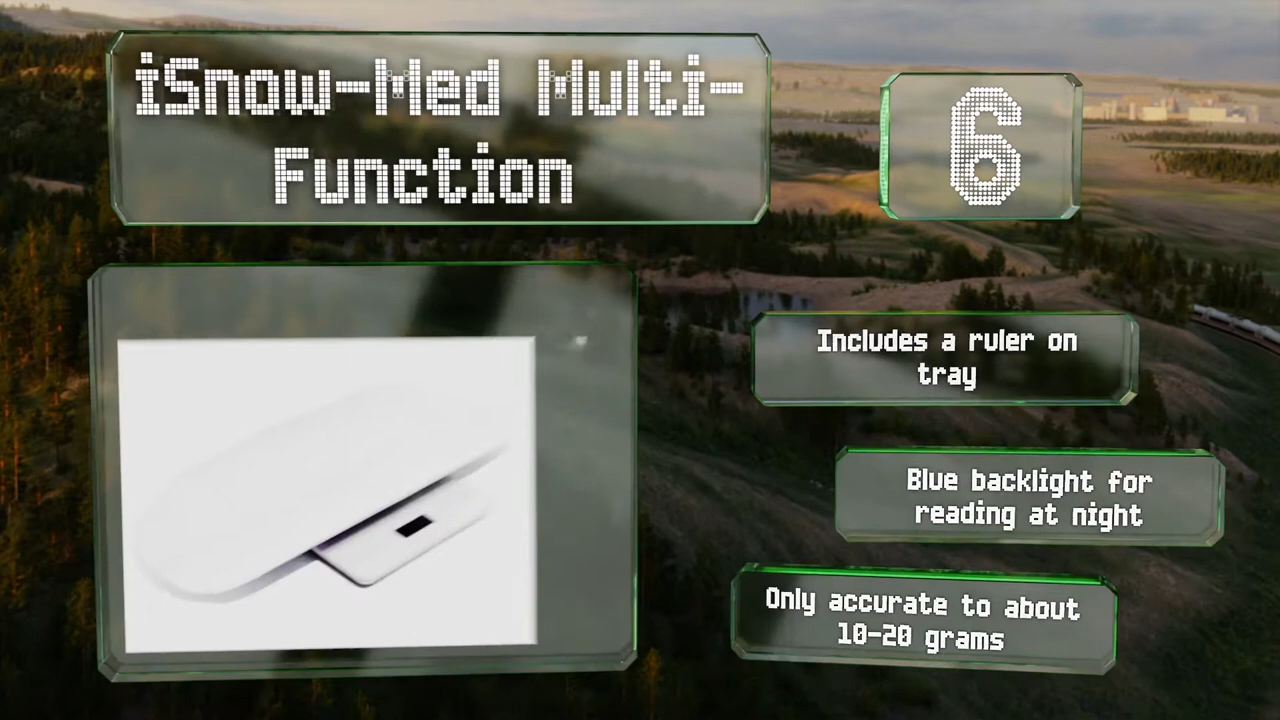 iSnow-Med Multi-
Function
6
Includes a ruler on
tray
Blue backlight for
reading at night
Only accurate to about
10-20 grams